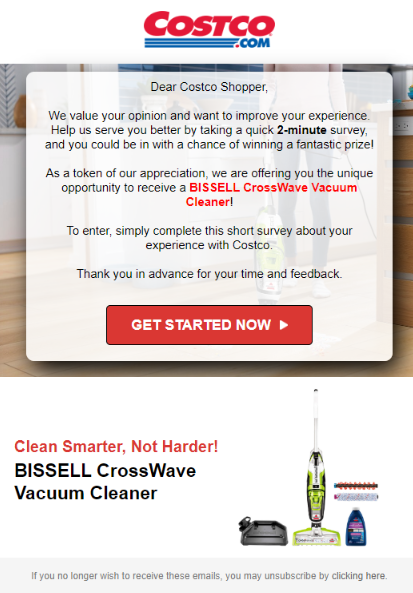 COSTCO
.COM
Dear Costco Shopper,
We value your opinion and want to improve your experience.
Help us serve you better by taking a quick 2-minute survey,
and you could be in with a chance of winning a fantastic prize!
As a token of our appreciation, we are offering you the unique
opportunity to receive a BISSELL CrossWave Vacuum
Cleaner!
To enter, simply complete this short survey about your
experience with Costco.
Thank you in advance for your time and feedback.
GET STARTED NOW
Clean Smarter, Not Harder!
BISSELL CrossWave
Vacuum Cleaner
If you no longer wish to receive these emails, you may unsubscribe by clicking here.